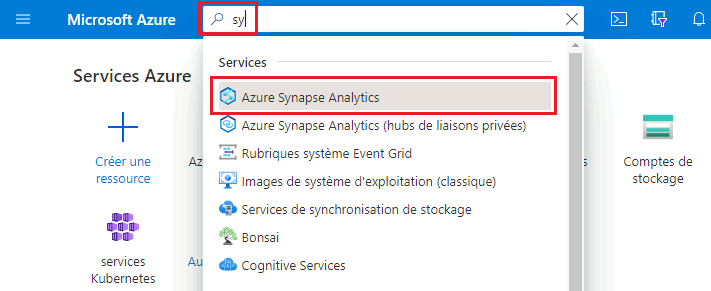 Microsoft Azure
sy
Services
Services Azure
Azure Synapse Analytics
Azure Synapse Analytics (hubs de liaisons privées)
Rubriques système Event Grid
Images de système d'exploitation (classique)
Services de synchronisation de stockage
Bonsai
Cognitive Services
Créer une
ressource
Comptes de
stockage
services
Kubernetes